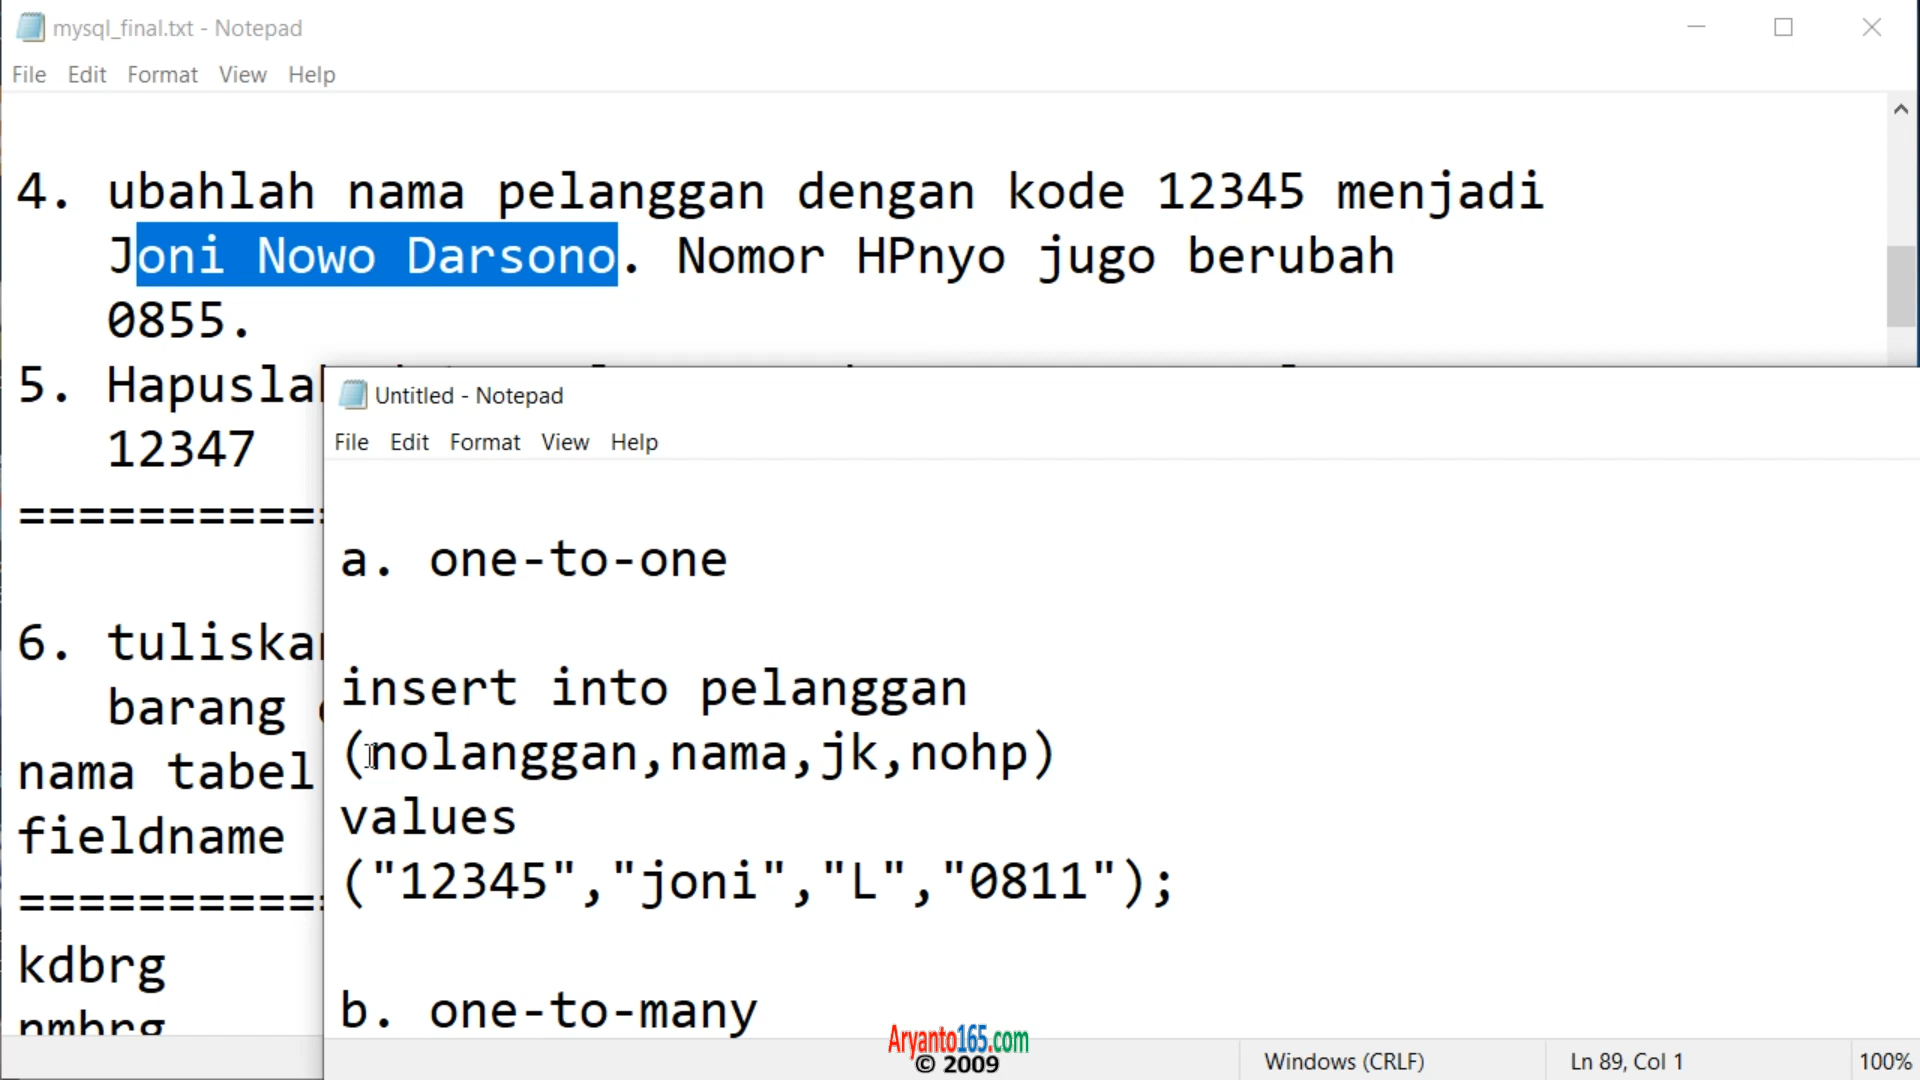 mysql_final.txt - Notepad
File Edit Format View Help
4. ubahlah nama pelanggan dengan kode 12345 menjadi
Joni Nowo Darsono. Nomor HPnyo jugo berubah
0855.
5. Hapuslah
12347
===========
6. tuliskan
barang
nama tabel
fieldname
===========
kdbrg
nmbrg
Untitled - Notepad
File Edit Format View Help
a. one-to-one
insert into pelanggan
(nolanggan,nama,jk,nohp)
values
("12345","joni","L","0811");
b. one-to-many
Aryanto165.com
© 2009
Windows (CRLF) Ln 89, Col 1 100%